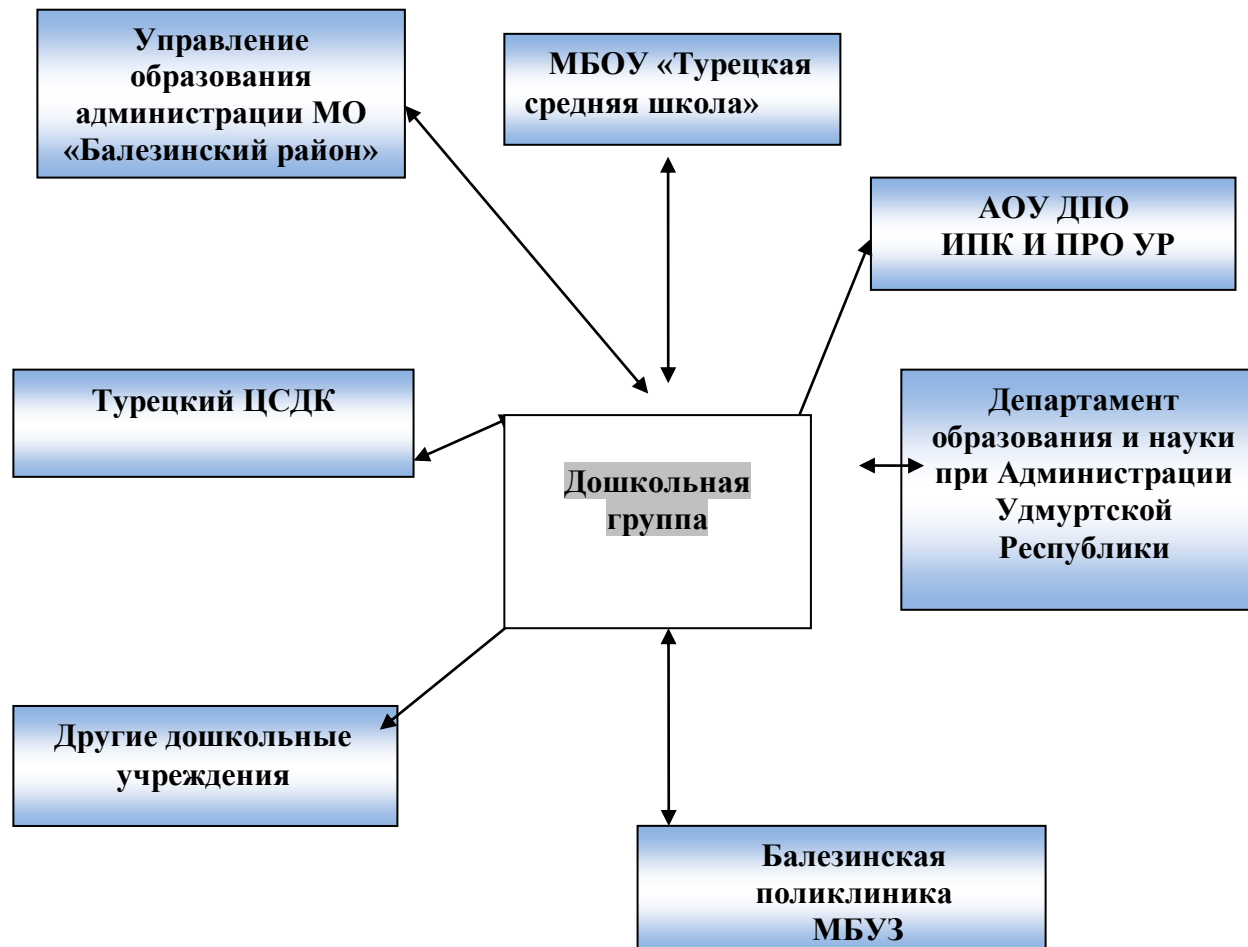 Управление
образования
администрации МО
«Балезинский район»
МБОУ «Турецкая
средняя школа»
АОУ ДПО
ИПК И ПРО УР
Турецкий ЦСДК
Департамент
образования и науки
при Администрации
Удмуртской
Республики
Дошкольная
группа
Другие дошкольные
учреждения
Балезинская
поликлиника
МБУЗ